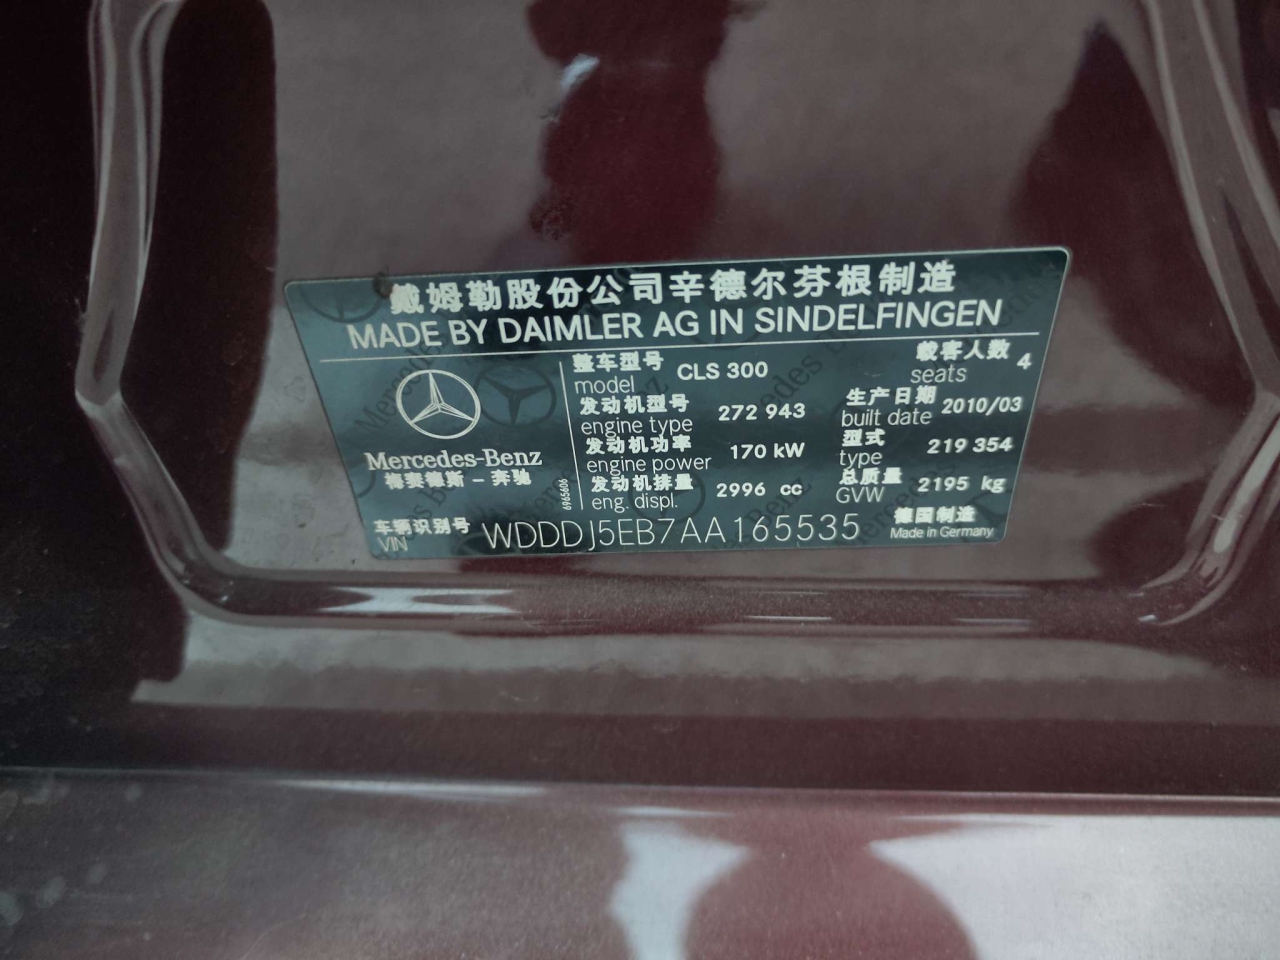 戴姆勒股份公司辛德尔芬根制造
MADE BY DAIMLER AG IN SINDELFINGEN
整车型号 CLS 300 载客人数 4
model seats
发动机型号 272 943 生产日期 2010/03
engine type built date
发动机功率 170 kW 型式 219 354
engine power type
发动机排量 2996 cc 总质量 2195 kg
eng. displ. GVW
Mercedes-Benz
梅赛德斯-奔驰
6965606
车辆识别号 WDDDJ5EB7AA165535 德国制造
VIN Made in Germany